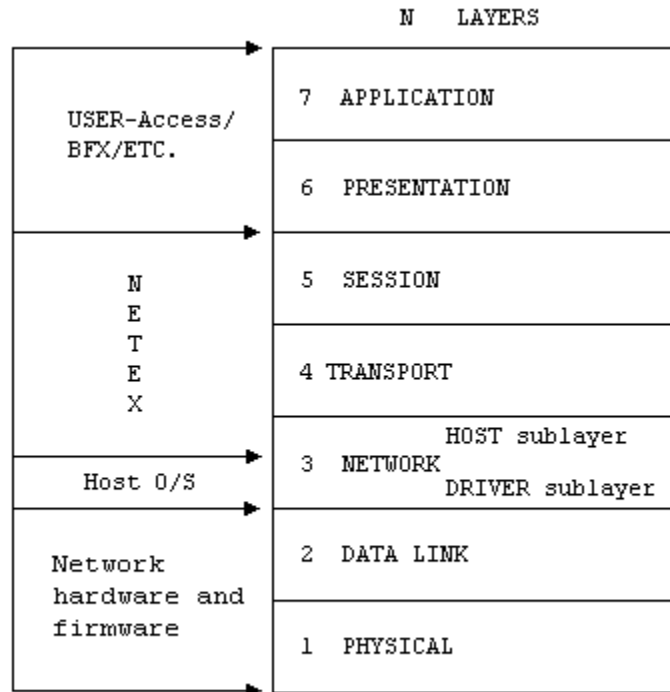 N LAYERS
USER-Access/
BFX/ETC.
N
E
T
E
X
Host O/S
Network
hardware and
firmware
7 APPLICATION
6 PRESENTATION
5 SESSION
4 TRANSPORT
HOST sublayer
3 NETWORK
DRIVER sublayer
2 DATA LINK
1 PHYSICAL